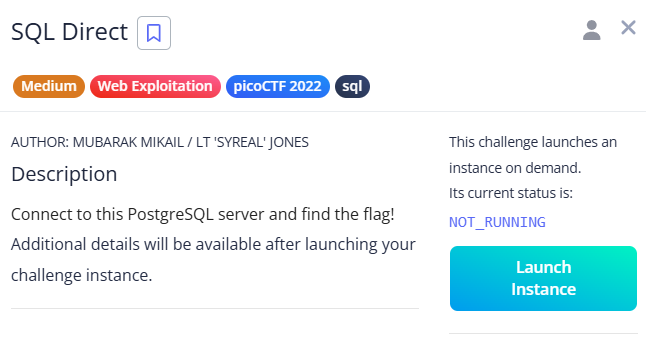 SQL Direct
Medium
Web Exploitation
picoCTF 2022
sql
AUTHOR: MUBARAK MIKAIL / LT 'SYREAL' JONES
Description
Connect to this PostgreSQL server and find the flag!
Additional details will be available after launching your
challenge instance.
This challenge launches an
instance on demand.
Its current status is:
NOT_RUNNING
Launch
Instance